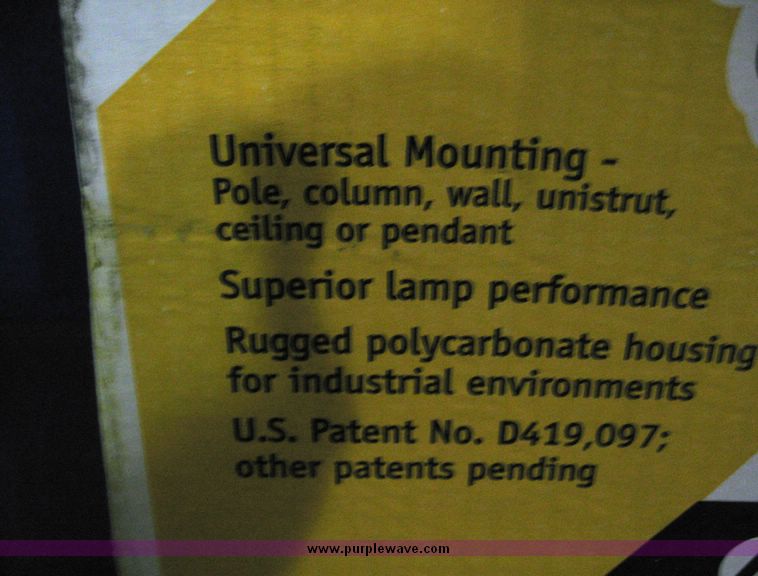 Universal Mounting -
Pole, column, wall, unistrut,
ceiling or pendant
Superior lamp performance
Rugged polycarbonate housing
for industrial environments
U.S. Patent No. D419,097;
other patents pending
www.purplewave.com